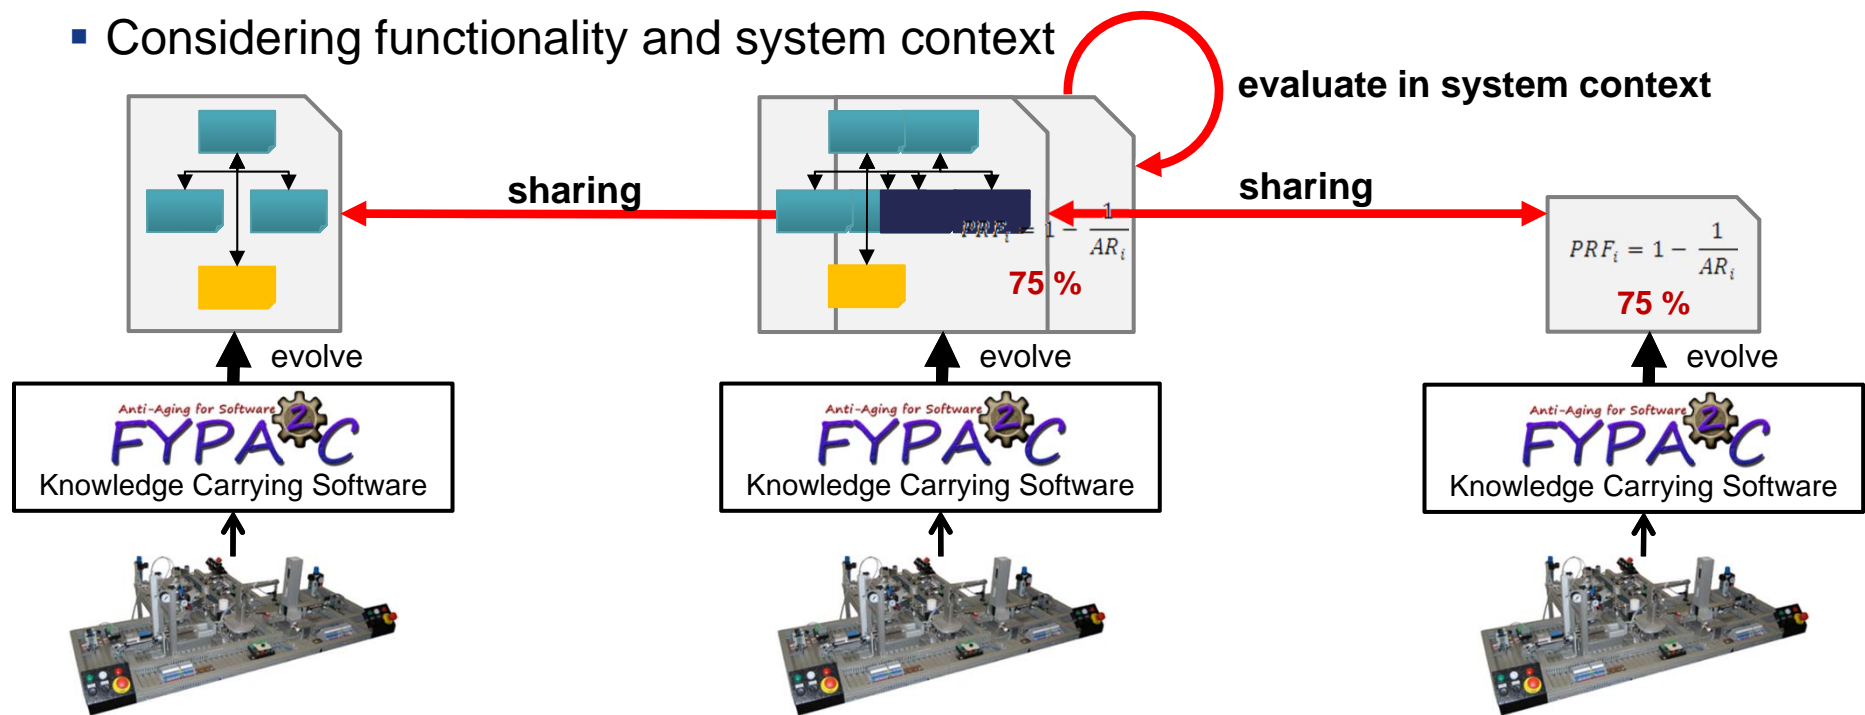 Considering functionality and system context
evaluate in system context
sharing
sharing
PRF_i = 1 - 1/AR_i
75 %
PRF_i = 1 - 1/AR_i
75 %
evolve
evolve
evolve
Anti-Aging for Software
FYPA²C
Knowledge Carrying Software
Anti-Aging for Software
FYPA²C
Knowledge Carrying Software
Anti-Aging for Software
FYPA²C
Knowledge Carrying Software